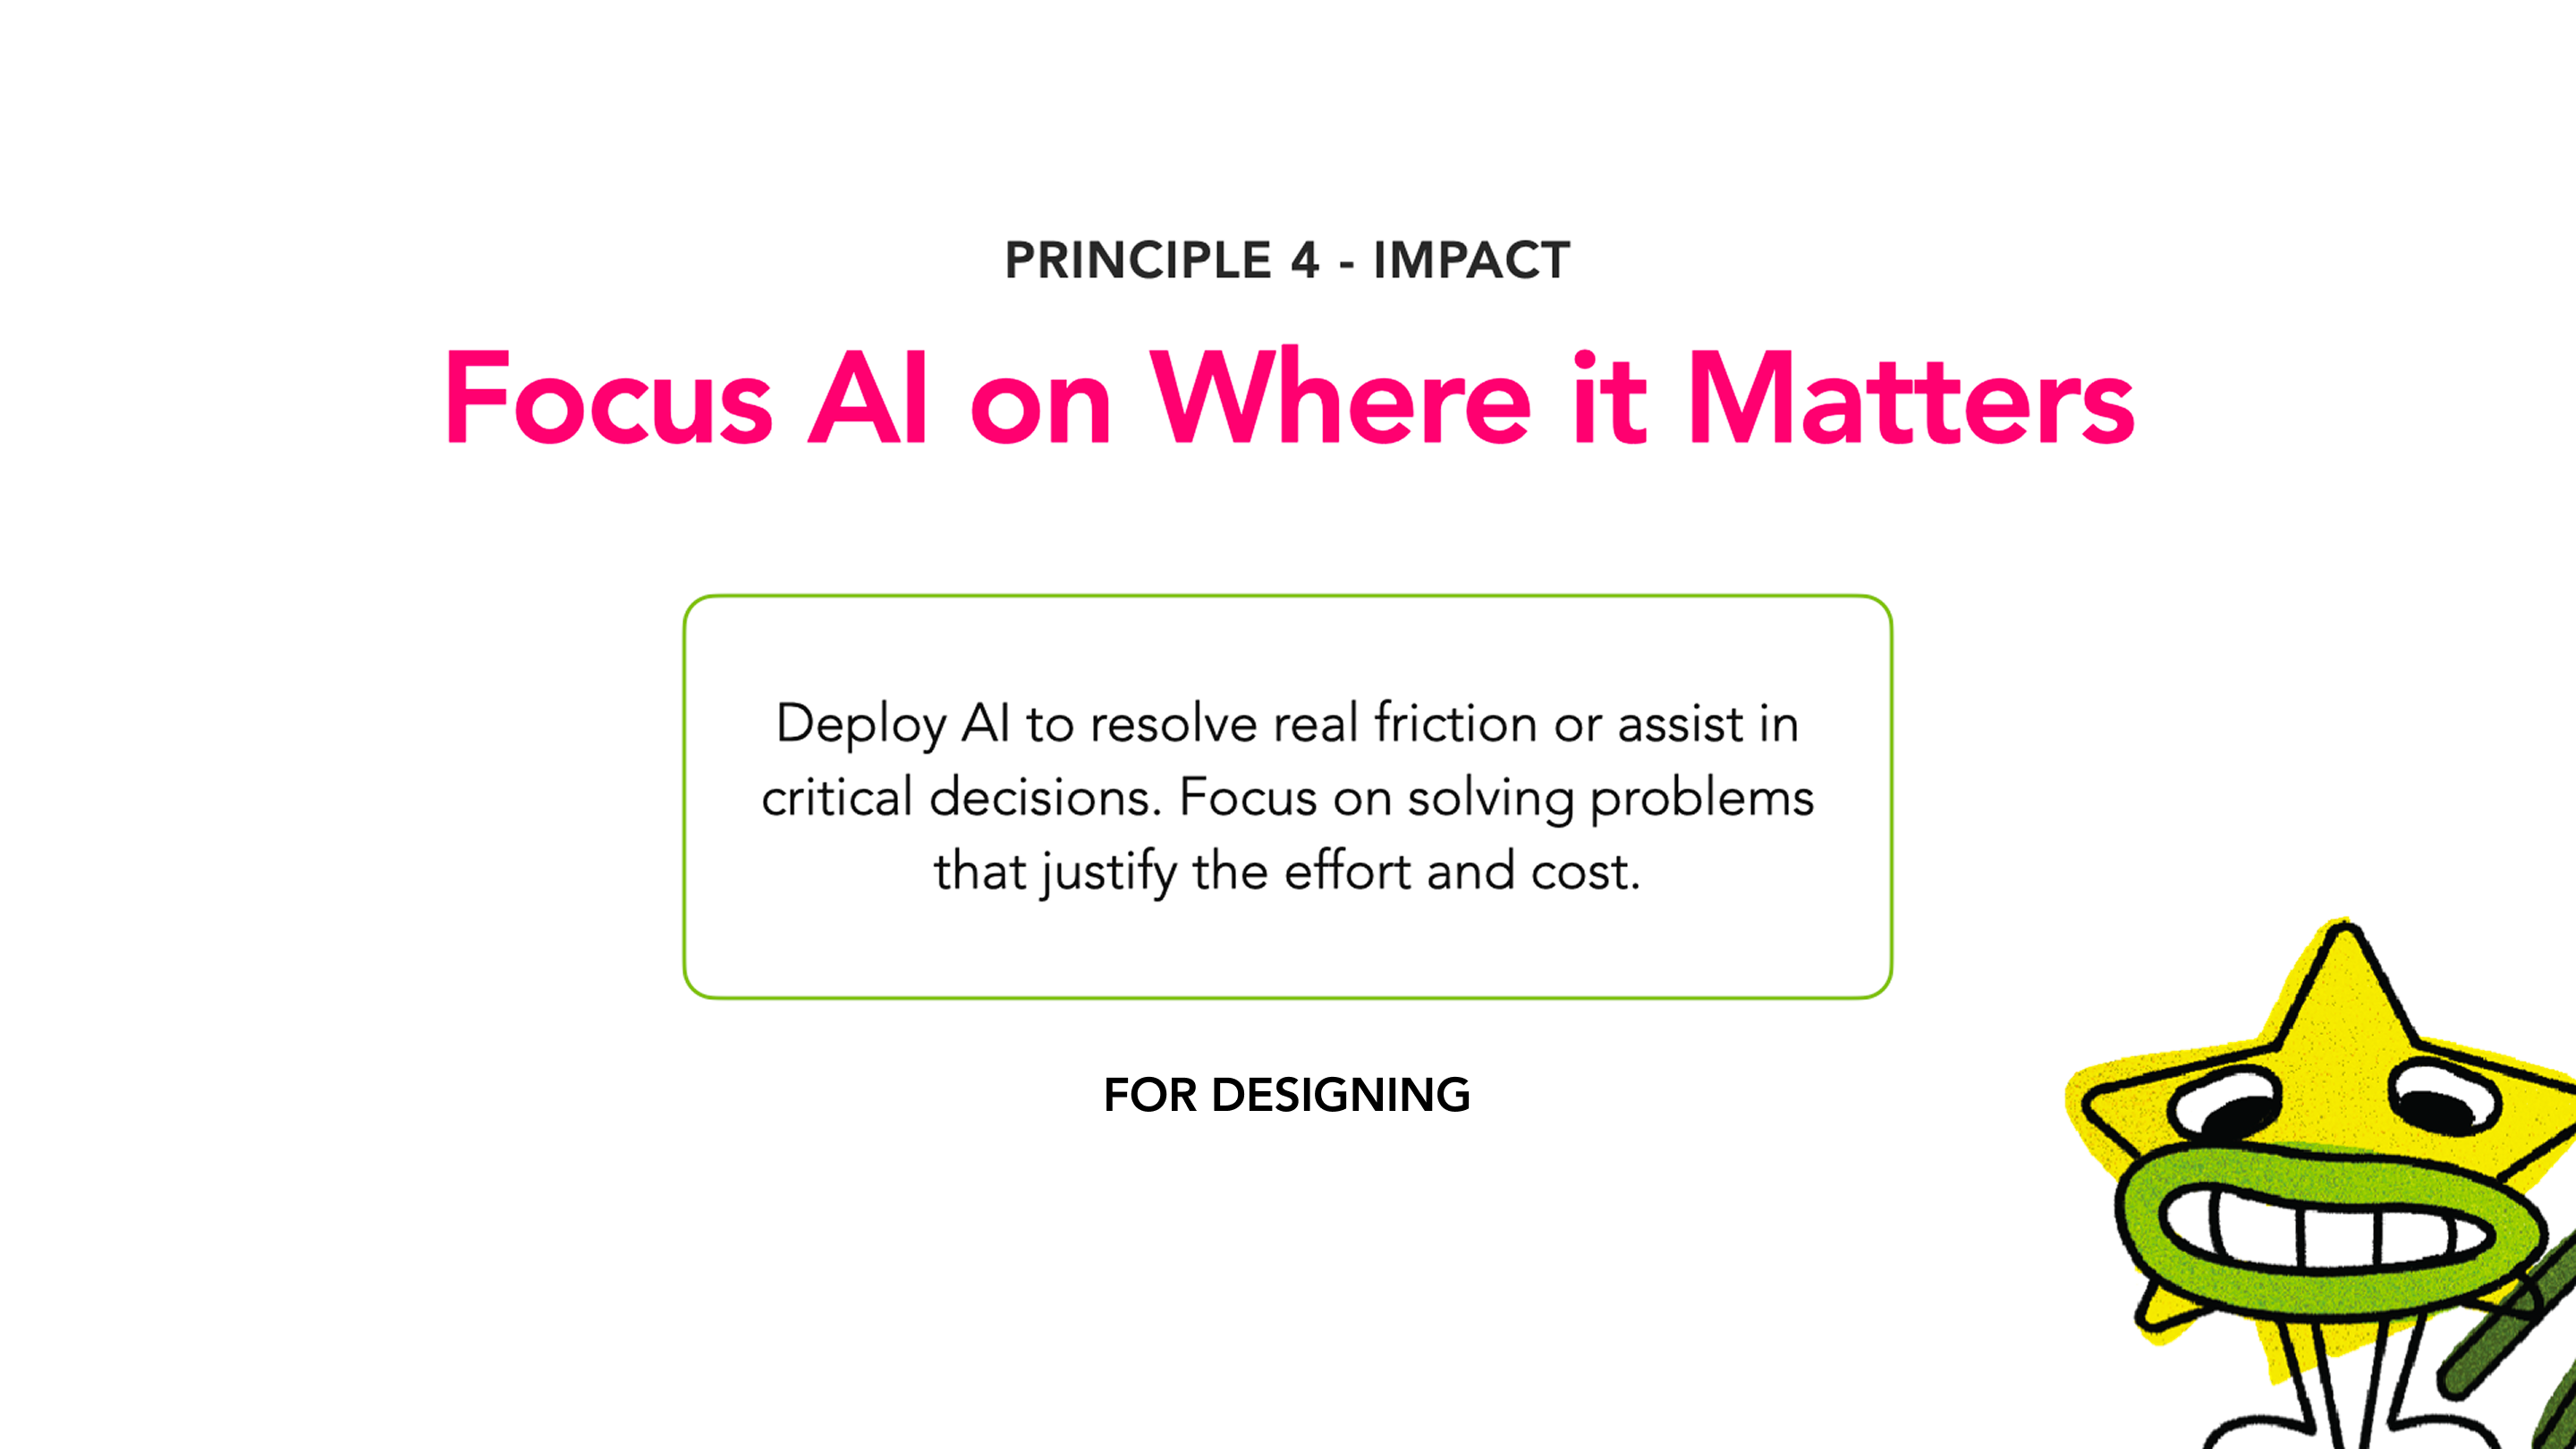 PRINCIPLE 4 - IMPACT
Focus AI on Where it Matters
Deploy AI to resolve real friction or assist in
critical decisions. Focus on solving problems
that justify the effort and cost.
FOR DESIGNING